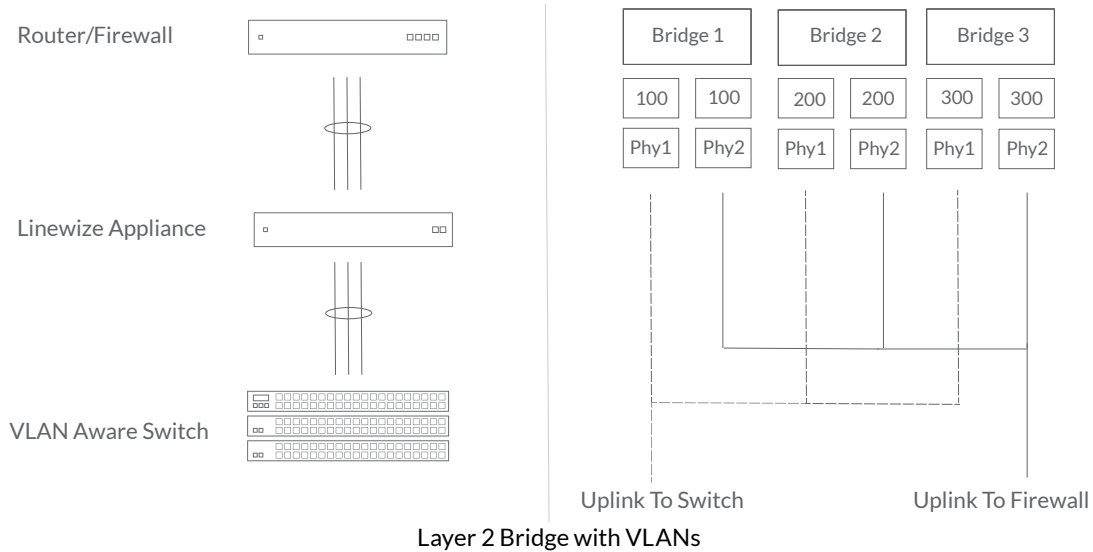 Router/Firewall
Linewize Appliance
VLAN Aware Switch
Bridge 1 Bridge 2 Bridge 3
100 100 200 200 300 300
Phy1 Phy2 Phy1 Phy2 Phy1 Phy2
Uplink To Switch Uplink To Firewall
Layer 2 Bridge with VLANs